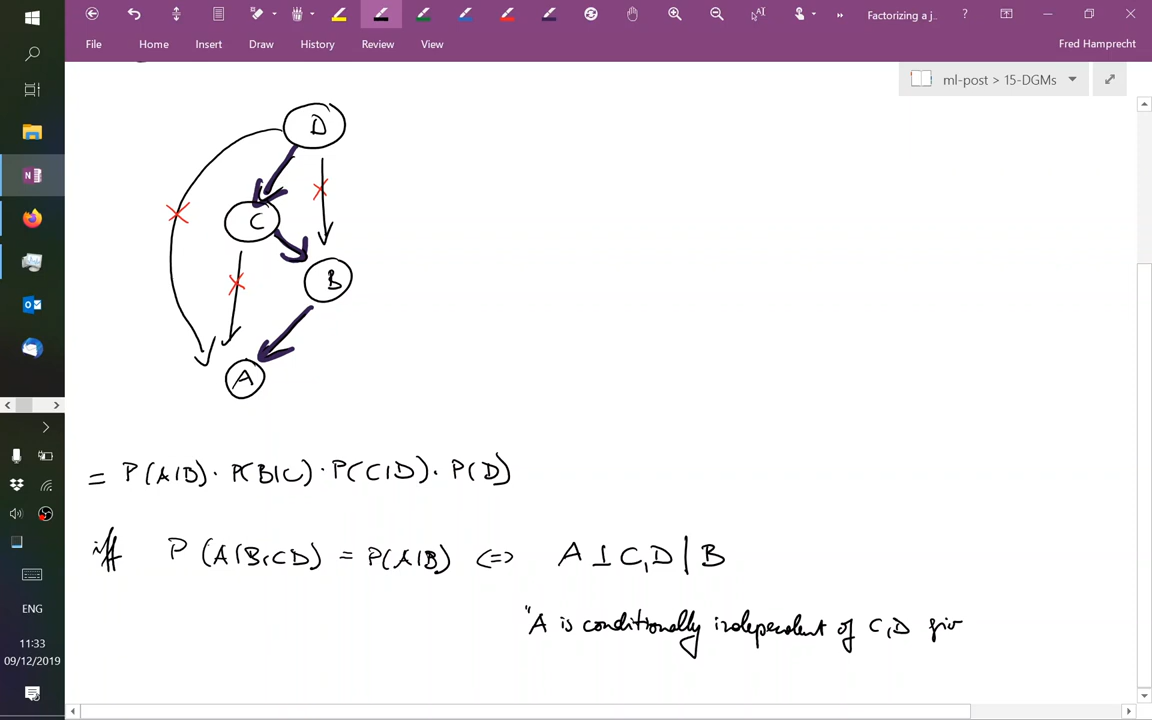 Factorizing a j...
?
File
Home
Insert
Draw
History
Review
View
Fred Hamprecht
ml-post > 15-DGMs
D
C
B
A
= P(A|B) · P(B|C) · P(C|D) · P(D)
iff P(A|B,CD) = P(A|B) <=> A ⊥ C,D | B
"A is conditionally independent of C,D giv
ENG
11:33
09/12/2019